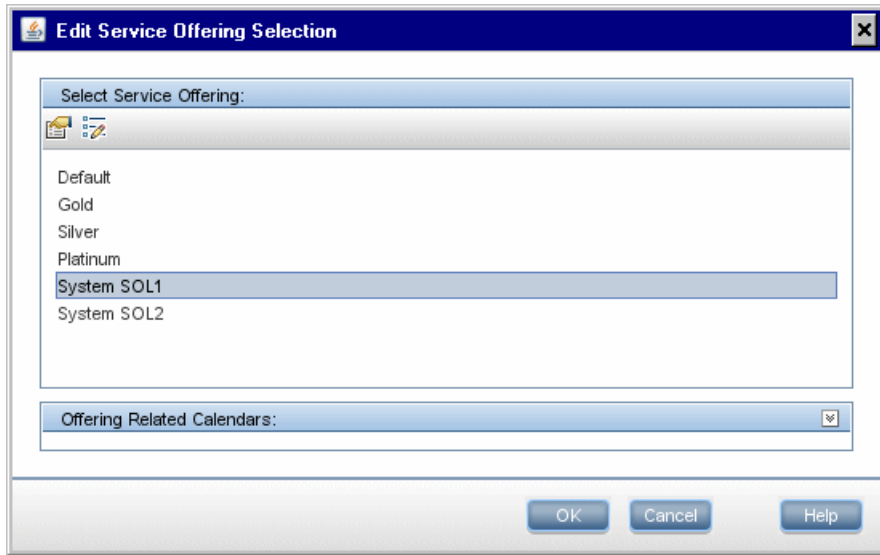 Edit Service Offering Selection
Select Service Offering:
Default
Gold
Silver
Platinum
System SOL1
System SOL2
Offering Related Calendars:
OK Cancel Help